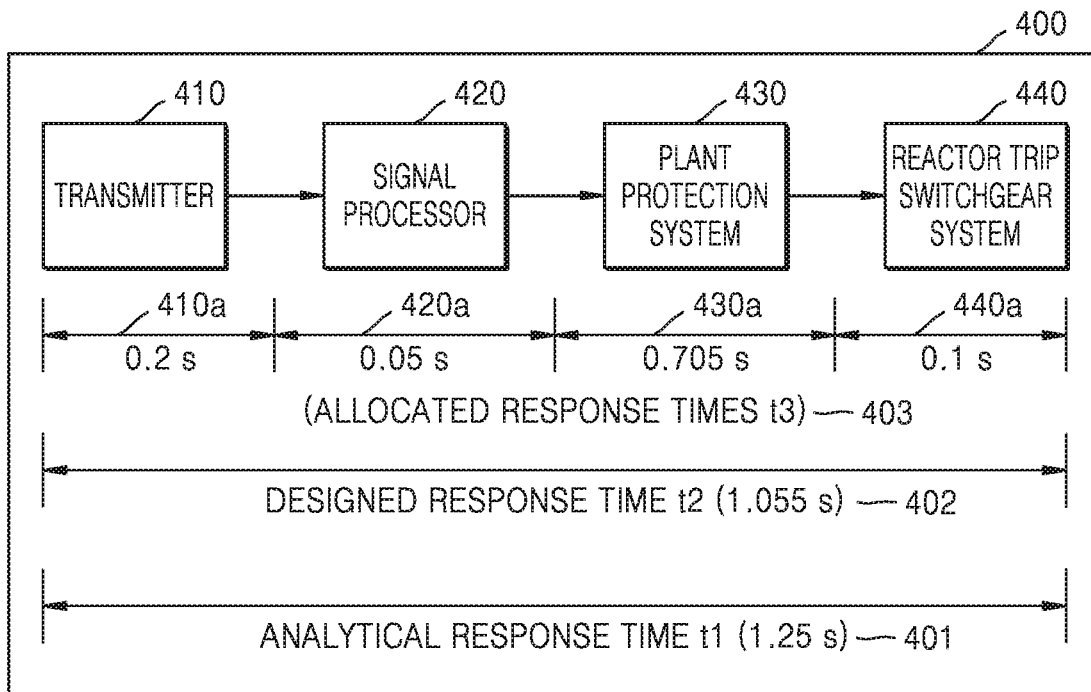 400
410
420
430
440
TRANSMITTER
SIGNAL
PROCESSOR
PLANT
PROTECTION
SYSTEM
REACTOR TRIP
SWITCHGEAR
SYSTEM
410a
420a
430a
440a
0.2 s
0.05 s
0.705 s
0.1 s
(ALLOCATED RESPONSE TIMES t3) 403
DESIGNED RESPONSE TIME t2 (1.055 s) 402
ANALYTICAL RESPONSE TIME t1 (1.25 s) 401